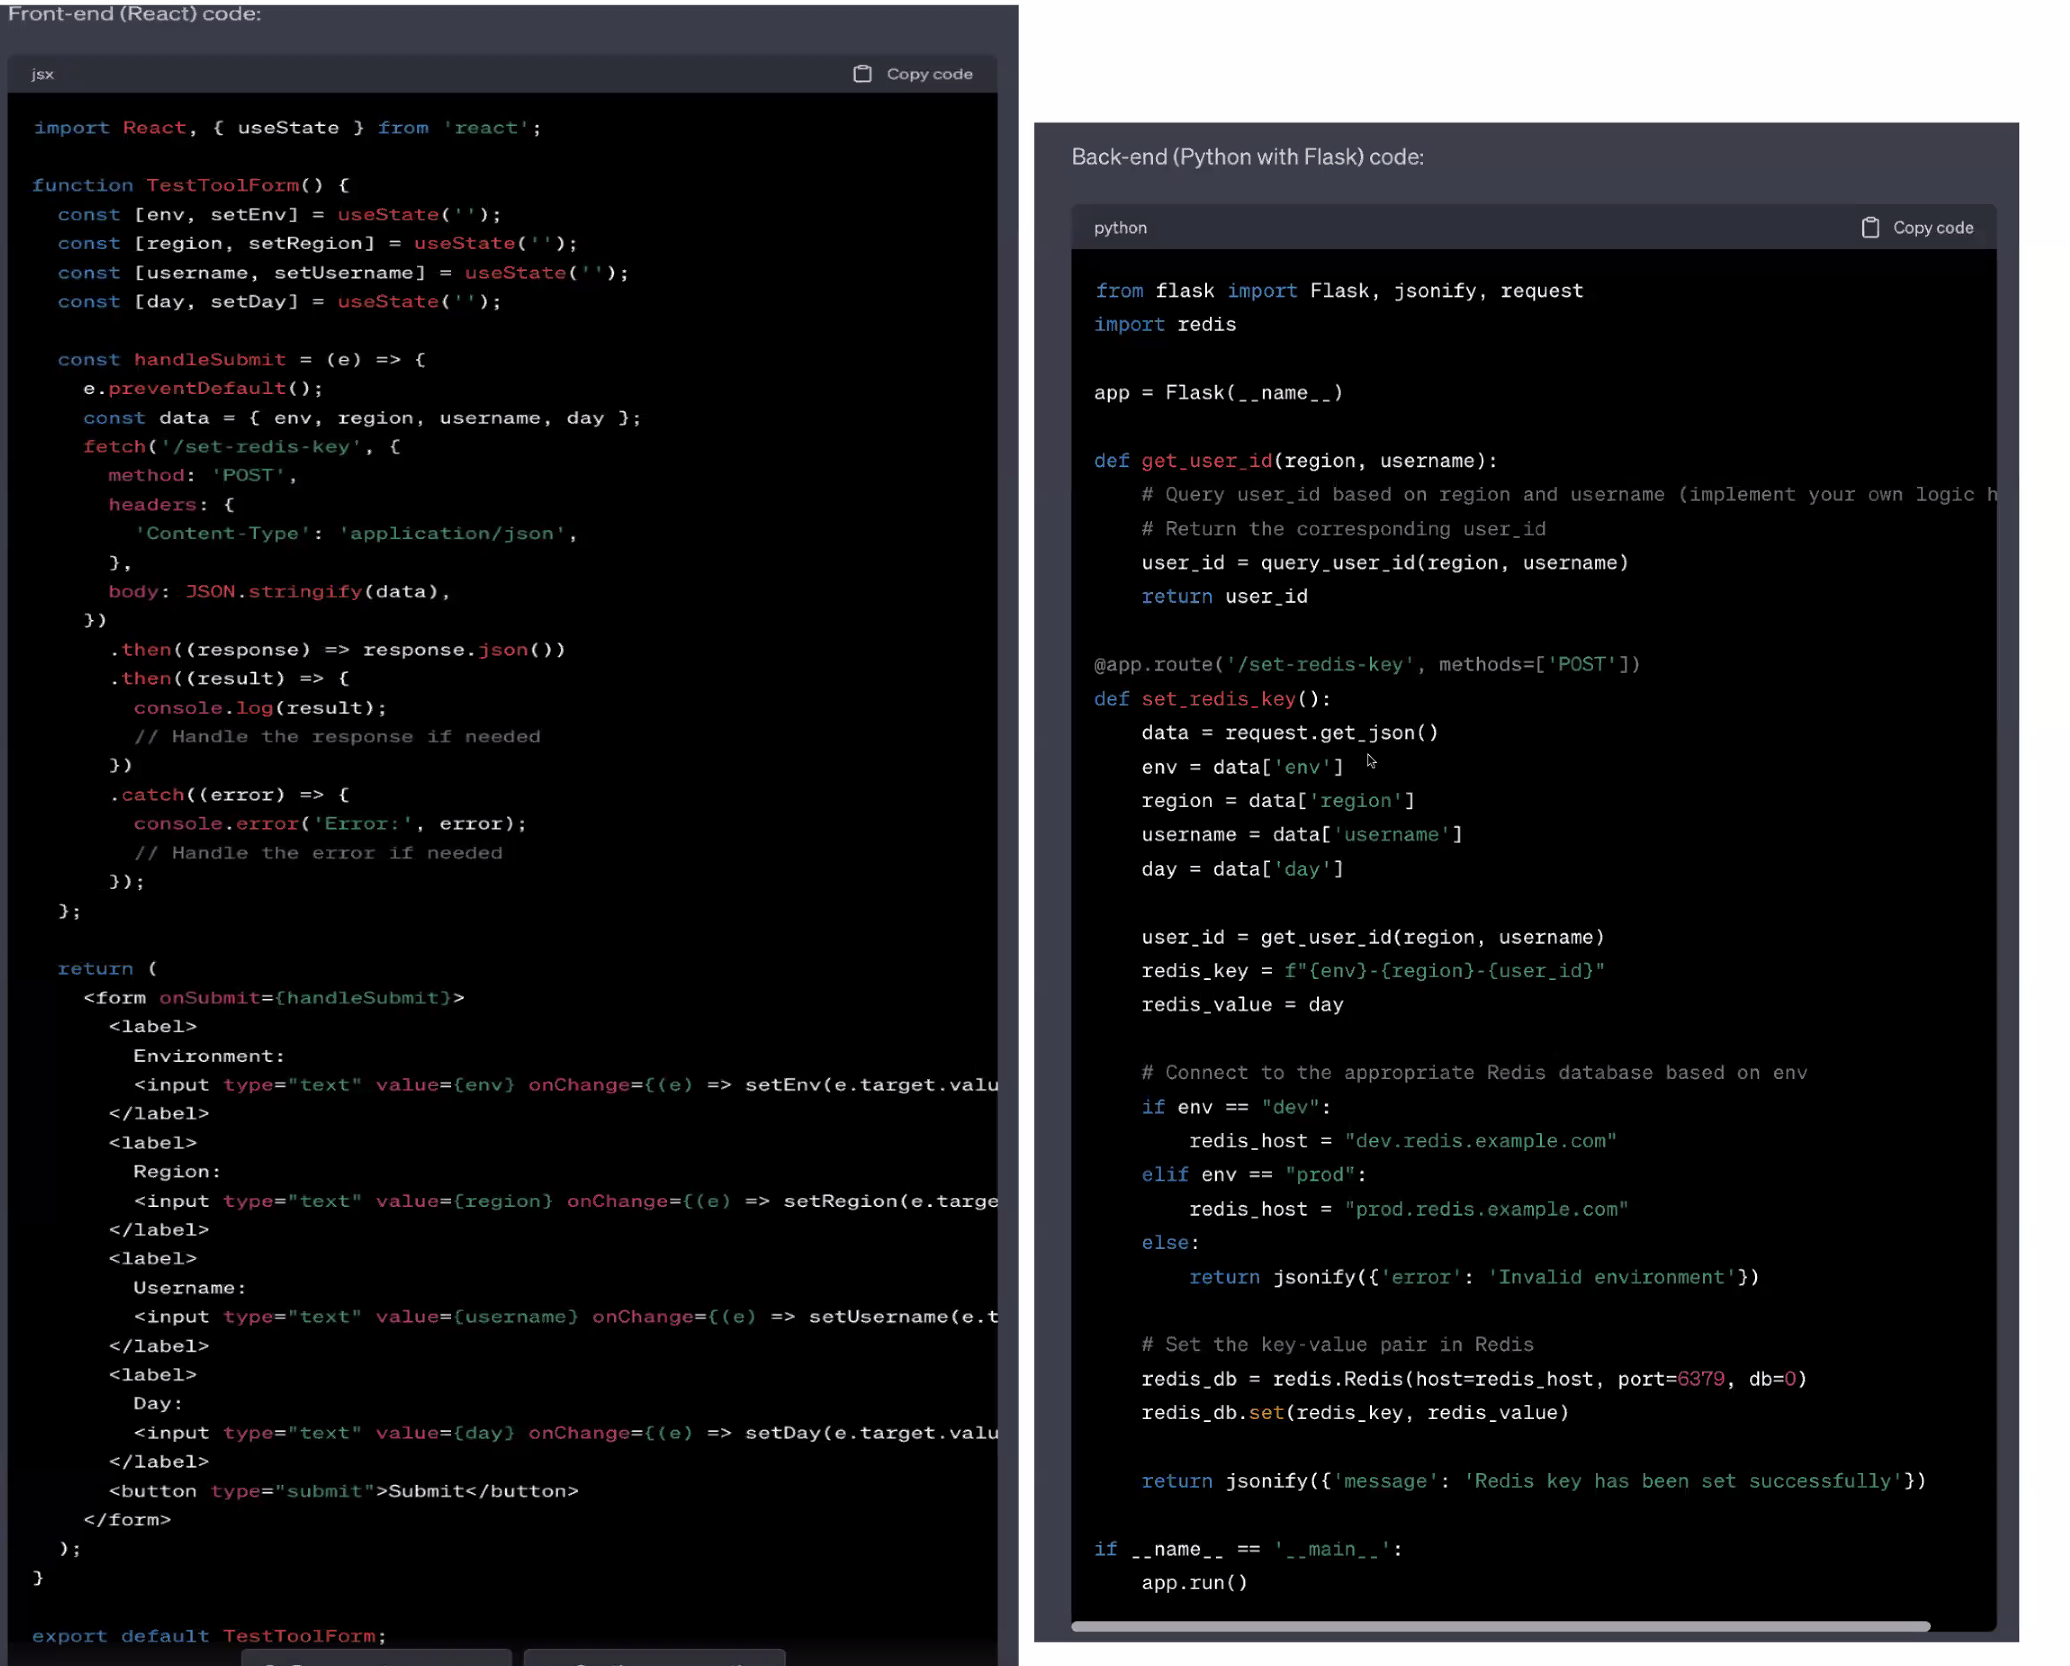 Front-end (React) code:
jsx
Copy code
import React, { useState } from 'react';
function TestToolForm() {
const [env, setEnv] = useState('');
const [region, setRegion] = useState('');
const [username, setUsername] = useState('');
const [day, setDay] = useState('');
const handleSubmit = (e) => {
e.preventDefault();
const data = { env, region, username, day };
fetch('/set-redis-key', {
method: 'POST',
headers: {
'Content-Type': 'application/json',
},
body: JSON.stringify(data),
})
.then((response) => response.json())
.then((result) => {
console.log(result);
// Handle the response if needed
})
.catch((error) => {
console.error('Error:', error);
// Handle the error if needed
});
};
return (
<form onSubmit={handleSubmit}>
<label>
Environment:
<input type="text" value={env} onChange={(e) => setEnv(e.target.valu
</label>
<label>
Region:
<input type="text" value={region} onChange={(e) => setRegion(e.targe
</label>
<label>
Username:
<input type="text" value={username} onChange={(e) => setUsername(e.t
</label>
<label>
Day:
<input type="text" value={day} onChange={(e) => setDay(e.target.valu
</label>
<button type="submit">Submit</button>
</form>
);
}
export default TestToolForm;
Back-end (Python with Flask) code:
python
Copy code
from flask import Flask, jsonify, request
import redis
app = Flask(__name__)
def get_user_id(region, username):
# Query user_id based on region and username (implement your own logic h
# Return the corresponding user_id
user_id = query_user_id(region, username)
return user_id
@app.route('/set-redis-key', methods=['POST'])
def set_redis_key():
data = request.get_json()
env = data['env']
region = data['region']
username = data['username']
day = data['day']
user_id = get_user_id(region, username)
redis_key = f"{env}-{region}-{user_id}"
redis_value = day
# Connect to the appropriate Redis database based on env
if env == "dev":
redis_host = "dev.redis.example.com"
elif env == "prod":
redis_host = "prod.redis.example.com"
else:
return jsonify({'error': 'Invalid environment'})
# Set the key-value pair in Redis
redis_db = redis.Redis(host=redis_host, port=6379, db=0)
redis_db.set(redis_key, redis_value)
return jsonify({'message': 'Redis key has been set successfully'})
if __name__ == '__main__':
app.run()